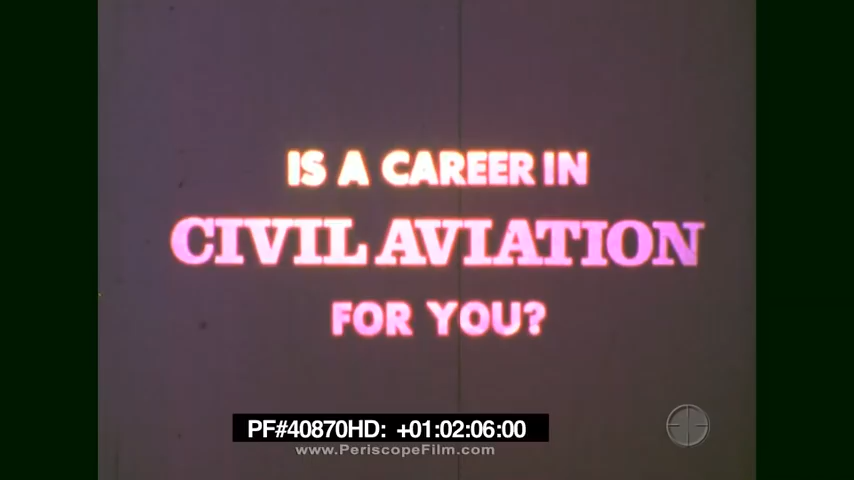 IS A CAREER IN
CIVIL AVIATION
FOR YOU?
PF#40870HD: +01:02:06:00
www.PeriscopeFilm.com